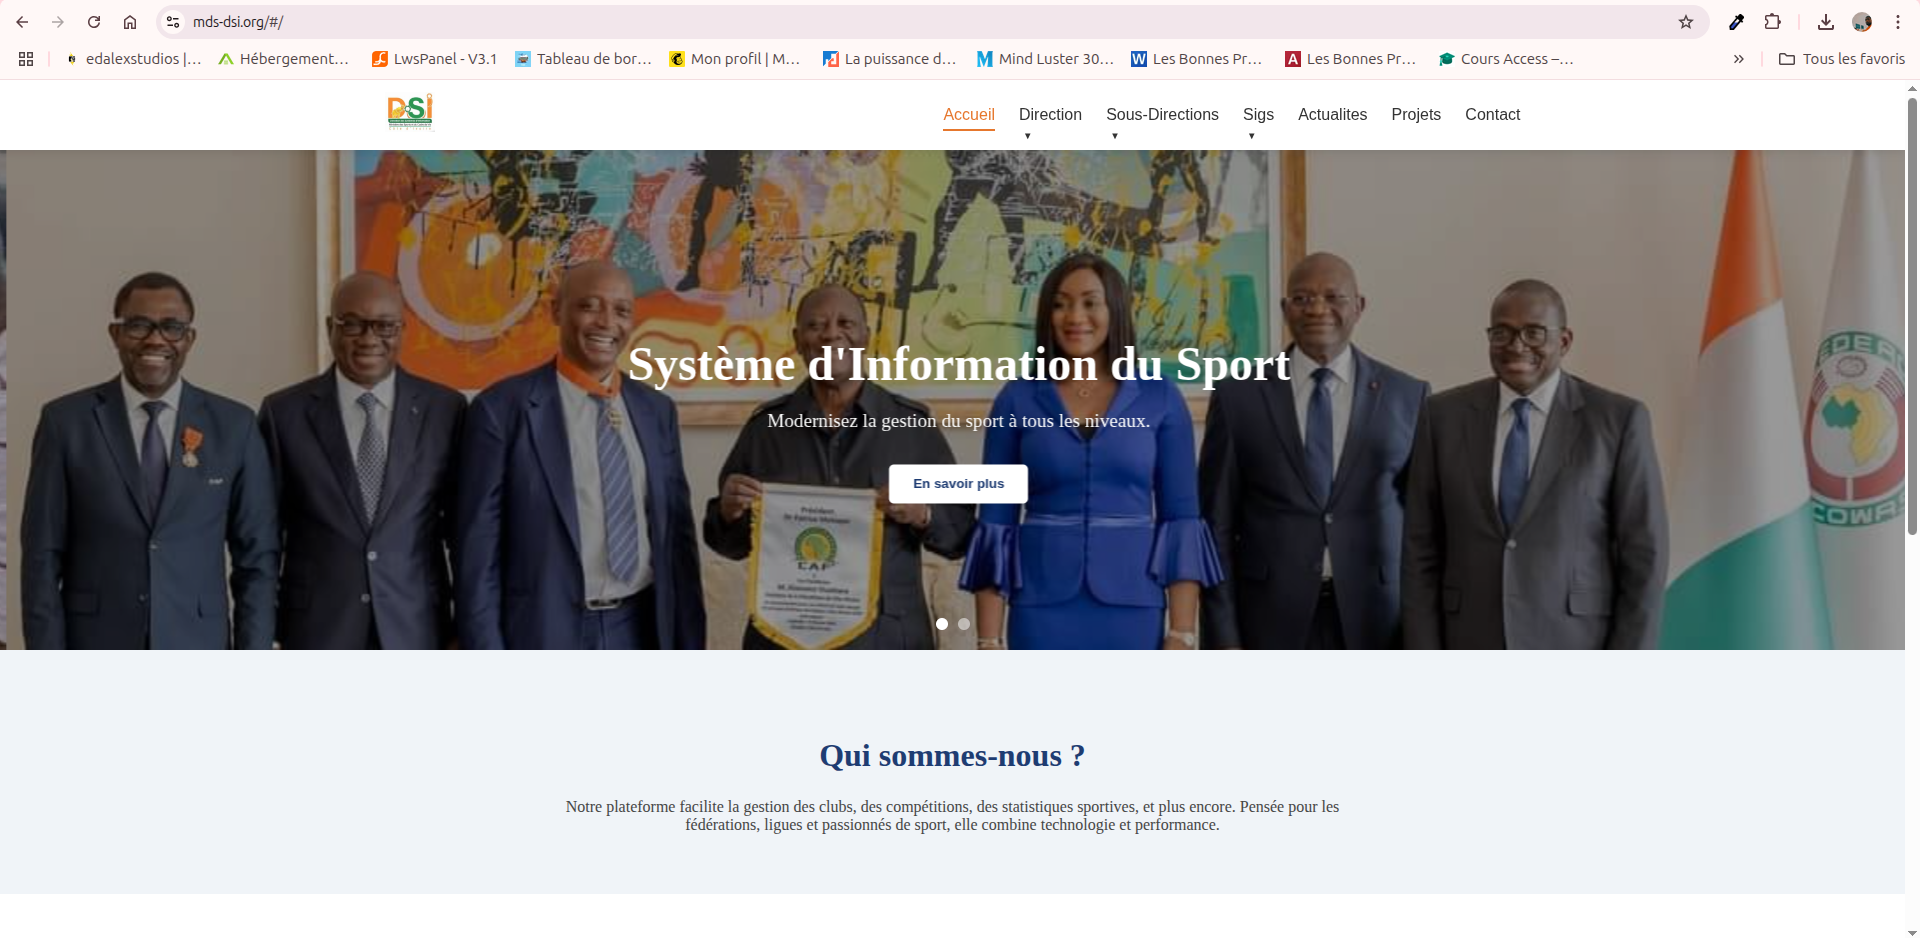 mds-dsi.org/#/
edalexstudios |...
Hébergement...
LwsPanel - V3.1
Tableau de bor...
Mon profil | M...
La puissance d...
Mind Luster 30...
Les Bonnes Pr...
Les Bonnes Pr...
Cours Access –...
»
Tous les favoris
DSI
Accueil
Direction
Sous-Directions
Sigs
Actualites
Projets
Contact
Système d'Information du Sport
Modernisez la gestion du sport à tous les niveaux.
En savoir plus
CAF
Qui sommes-nous ?
Notre plateforme facilite la gestion des clubs, des compétitions, des statistiques sportives, et plus encore. Pensée pour les
fédérations, ligues et passionnés de sport, elle combine technologie et performance.